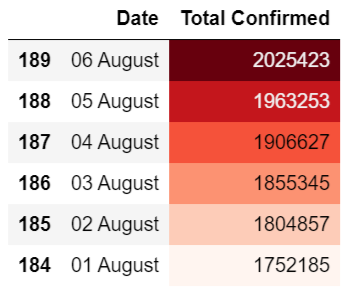 Date Total Confirmed
189 06 August 2025423
188 05 August 1963253
187 04 August 1906627
186 03 August 1855345
185 02 August 1804857
184 01 August 1752185